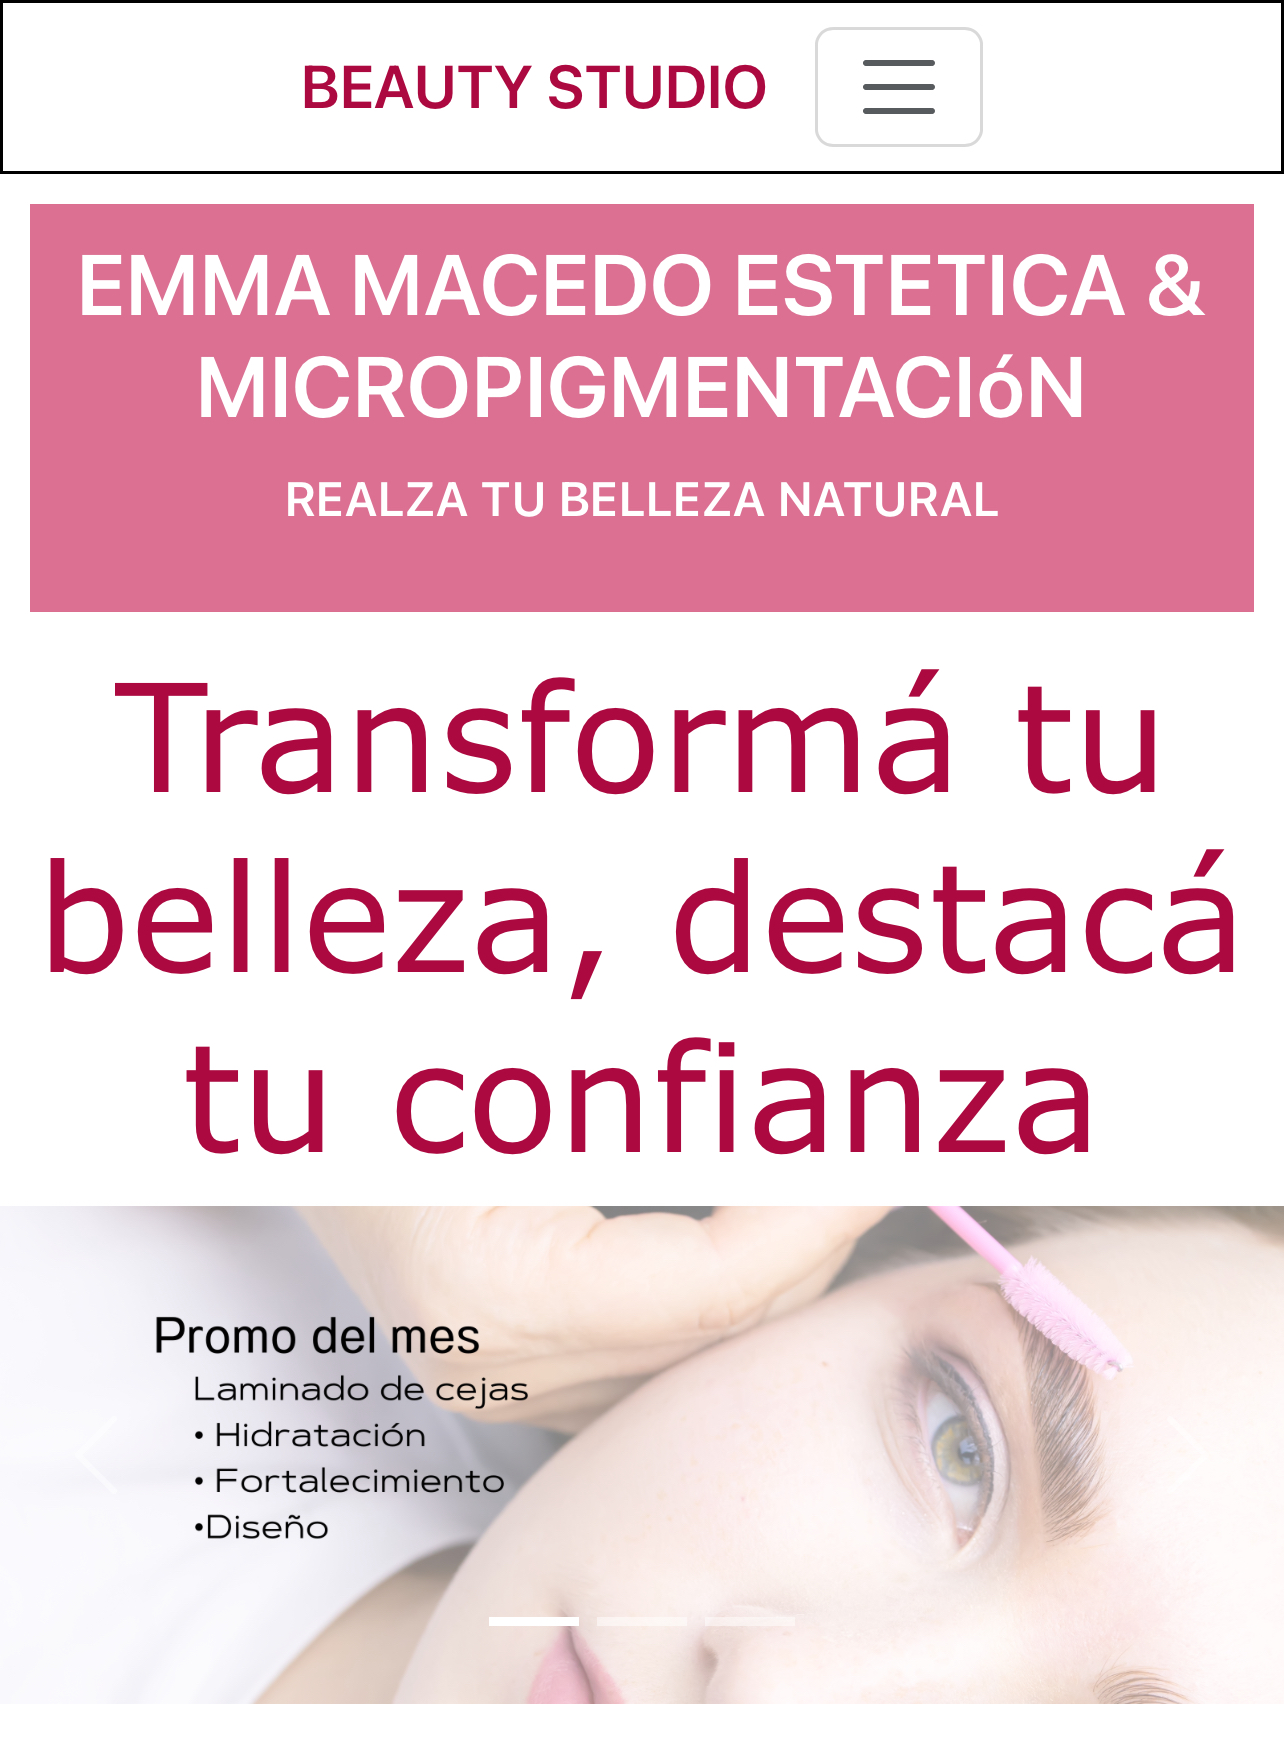 BEAUTY STUDIO
EMMA MACEDO ESTETICA &
MICROPIGMENTACIóN
REALZA TU BELLEZA NATURAL
Transformá tu
belleza, destacá
tu confianza
Promo del mes
Laminado de cejas
• Hidratación
• Fortalecimiento
•Diseño